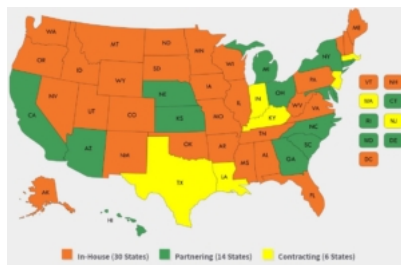 WA
MT
ND
MN
ME
OR
ID
SD
WI
MI
NY
WY
NE
IA
PA
NV
UT
CO
KS
MO
IL
IN
OH
WV
VA
KY
CA
AZ
NM
OK
AR
TN
NC
SC
TX
LA
MS
AL
GA
FL
AK
HI
VT NH
MA CT
RI NJ
MD DE
DC
In-House (30 States) Partnering (14 States) Contracting (6 States)